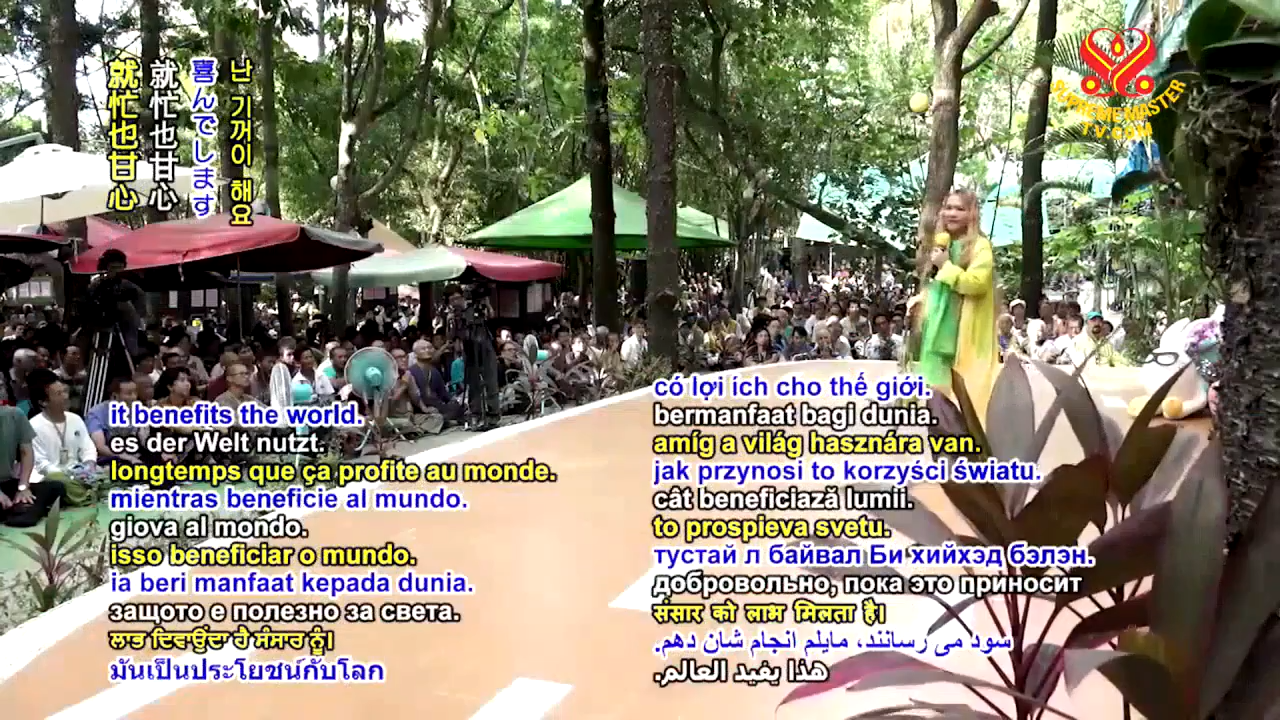 난 기꺼이 해요
喜んでします
就忙也甘心
就忙也甘心
SUPREME MASTER
TV.COM
it benefits the world.
es der Welt nutzt.
longtemps que ça profite au monde.
mientras beneficie al mundo.
giova al mondo.
isso beneficiar o mundo.
ia beri manfaat kepada dunia.
защото е полезно за света.
ਲਾਭ ਦਿਵਾਉਂਦਾ ਹੈ ਸੰਸਾਰ ਨੂੰ।
มันเป็นประโยชน์กับโลก
có lợi ích cho thế giới.
bermanfaat bagi dunia.
amíg a világ hasznára van.
jak przynosi to korzyści światu.
cât beneficiază lumii.
to prospieva svetu.
тустай л байвал Би хийхэд бэлэн.
добровольно, пока это приносит
संसार को लाभ मिलता है।
سود می رسانند، مایلم انجام شان دهم.
هذا يفيد العالم.